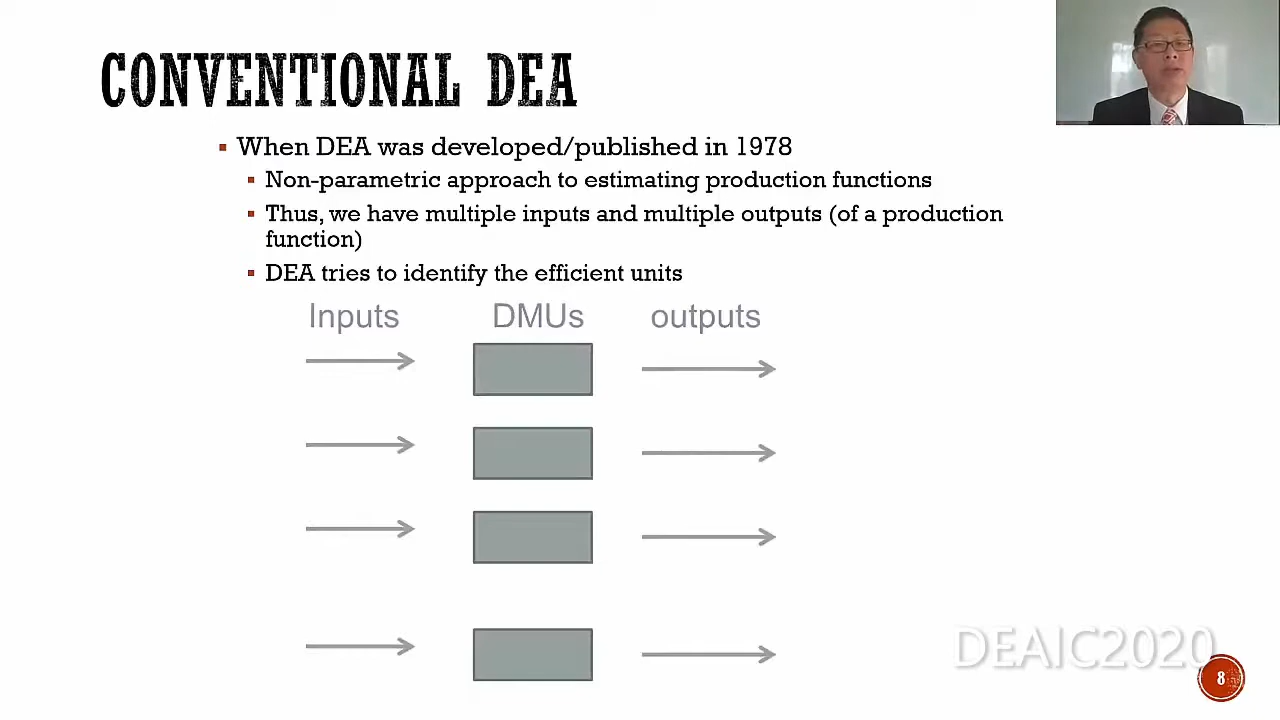 CONVENTIONAL DEA
When DEA was developed/published in 1978
Non-parametric approach to estimating production functions
Thus, we have multiple inputs and multiple outputs (of a production
function)
DEA tries to identify the efficient units
Inputs DMUs outputs
DEAIC2020
8